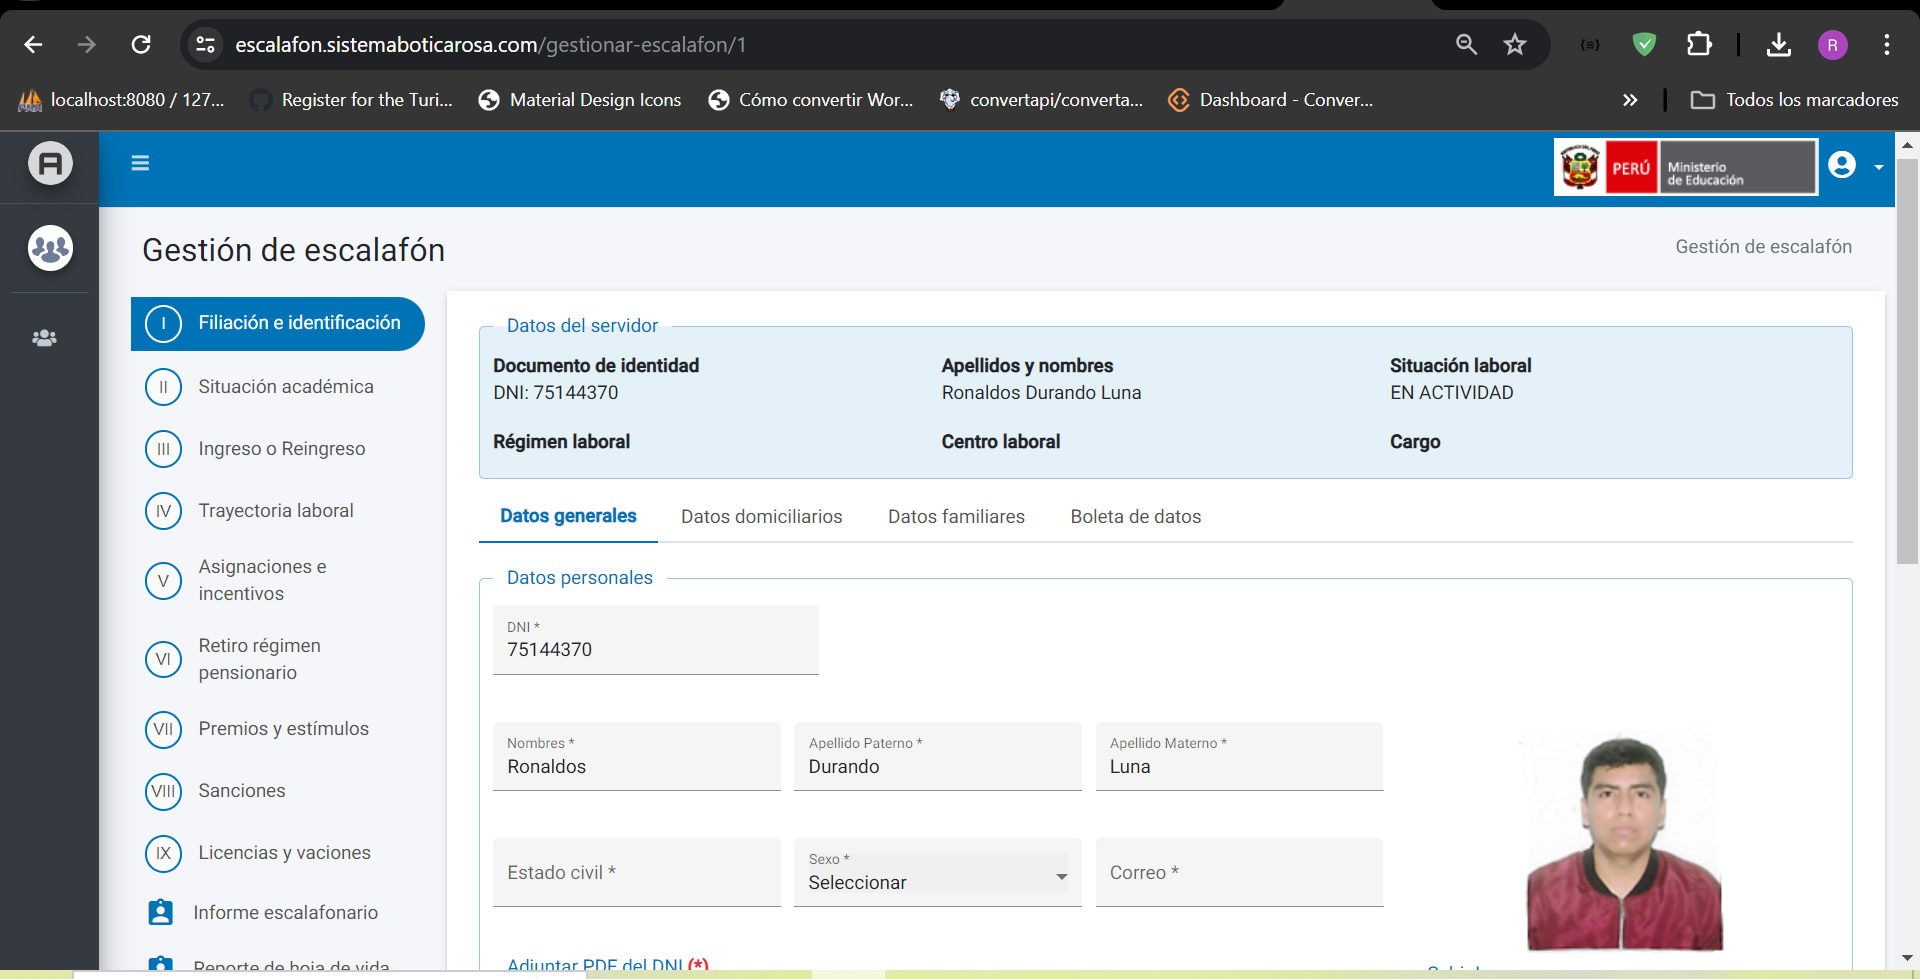 escalafon.sistemaboticarosa.com/gestionar-escalafon/1
R
localhost:8080 / 127...
Register for the Turi...
Material Design Icons
Cómo convertir Wor...
convertapi/converta...
Dashboard - Conver...
»
Todos los marcadores
A
PERÚ
Ministerio
de Educación
Gestión de escalafón
Gestión de escalafón
I Filiación e identificación
II Situación académica
III Ingreso o Reingreso
IV Trayectoria laboral
V Asignaciones e
incentivos
VI Retiro régimen
pensionario
VII Premios y estímulos
VIII Sanciones
IX Licencias y vaciones
Informe escalafonario
Reporte de hoja de vida
Datos del servidor
Documento de identidad
DNI: 75144370
Apellidos y nombres
Ronaldos Durando Luna
Situación laboral
EN ACTIVIDAD
Régimen laboral
Centro laboral
Cargo
Datos generales
Datos domiciliarios
Datos familiares
Boleta de datos
Datos personales
DNI *
75144370
Nombres *
Ronaldos
Apellido Paterno *
Durando
Apellido Materno *
Luna
Estado civil *
Sexo *
Seleccionar
Correo *
Adjuntar PDF del DNI (*)